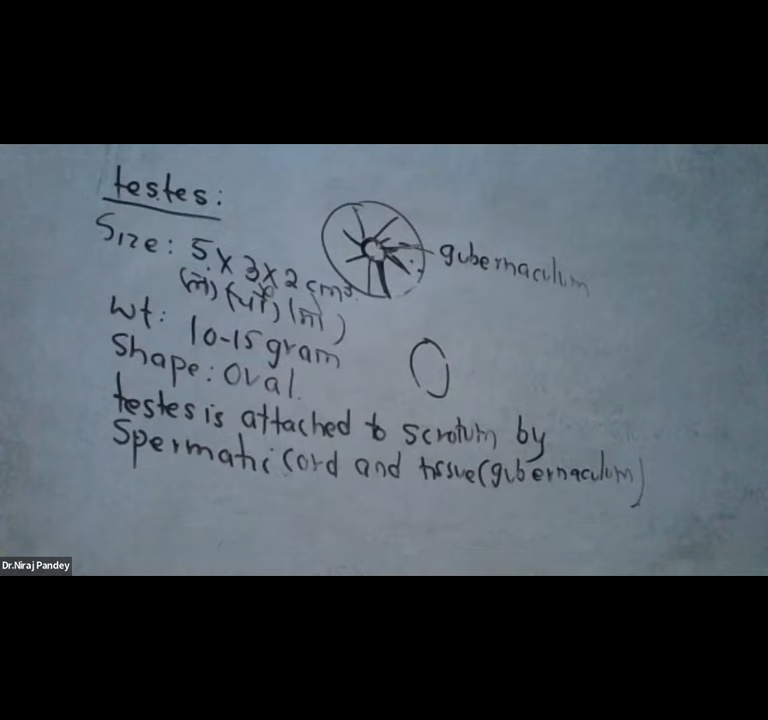 testes:
Size: 5 x 3 x 2 cms.
(लं) (चौ) (मो)
gubernaculum
wt: 10-15 gram
Shape: Oval.
testes is attached to scrotum by
Spermatic cord and tissue (gubernaculum)
Dr.Niraj Pandey